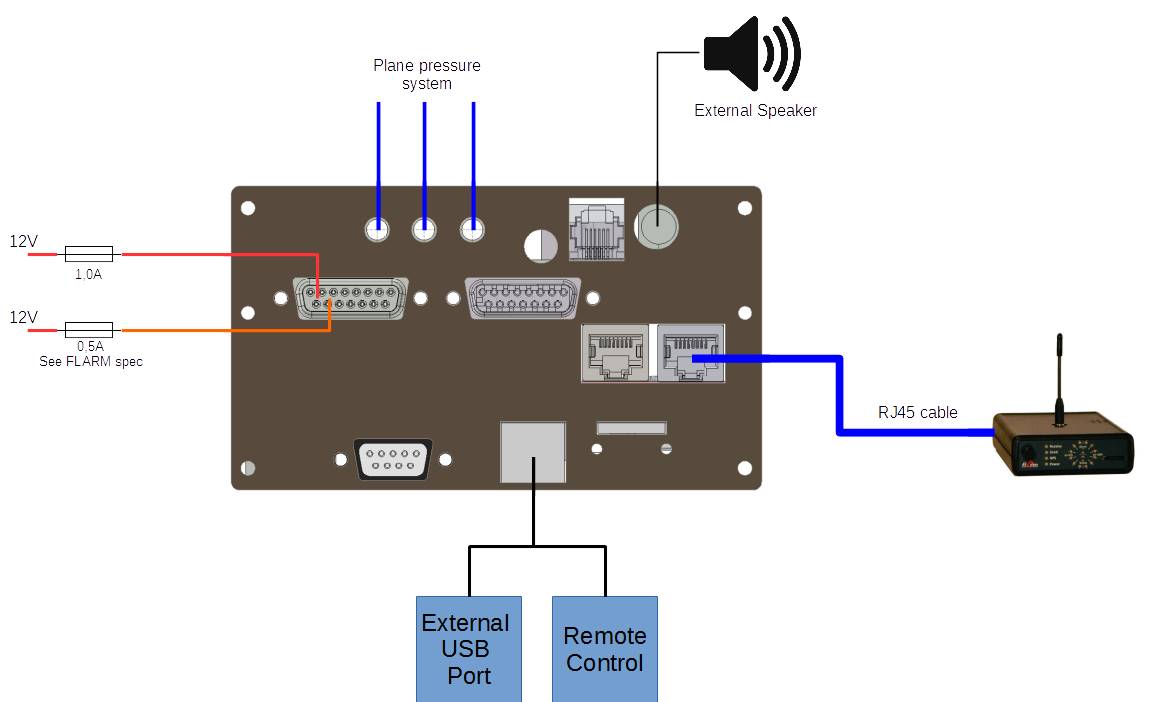 Plane pressure
system
External Speaker
12V
1,0A
12V
0,5A
See FLARM spec
RJ45 cable
External
USB
Port
Remote
Control